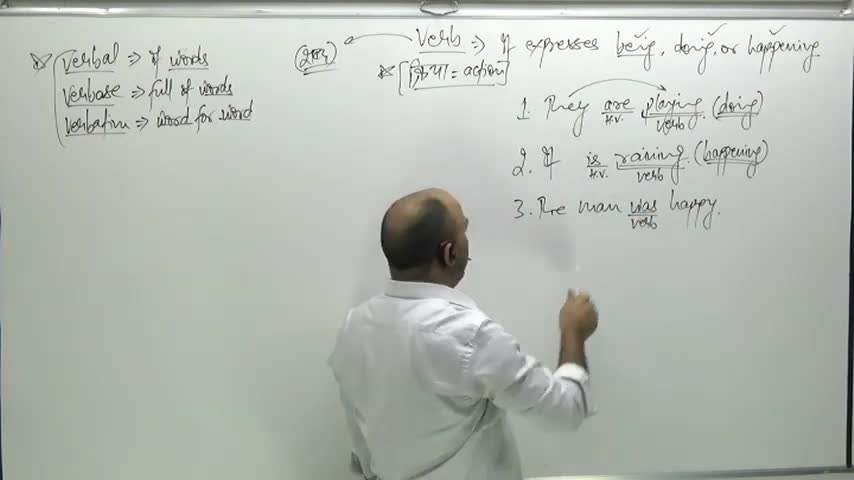 verbal => of words
verbose => full of words
verbatim => word for word
(शब्द) ← verb => It expresses being, doing, or happening
[क्रिया = action]
1. They are playing. (doing)
H.V. verb
2. It is raining. (happening)
H.V. verb
3. The man was happy.
verb